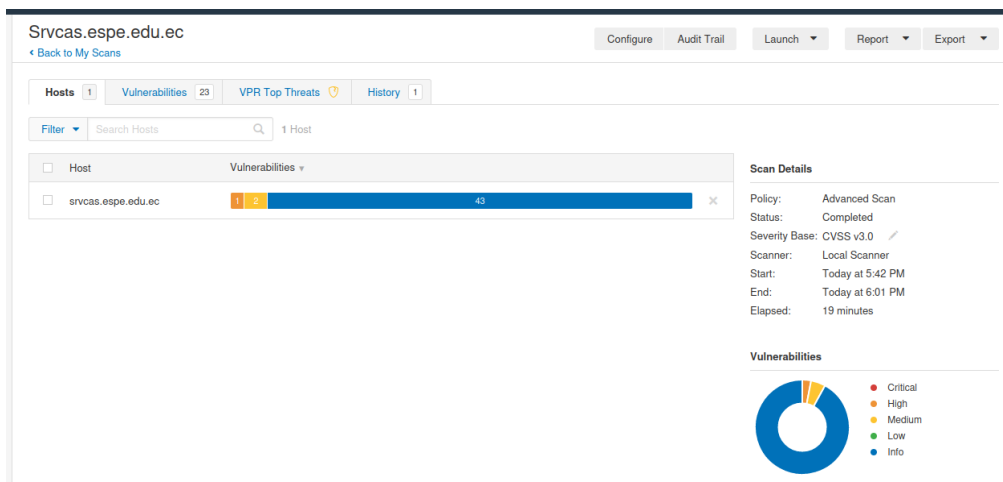 Srvcas.espe.edu.ec
Back to My Scans
Configure Audit Trail Launch Report Export
Hosts 1 Vulnerabilities 23 VPR Top Threats History 1
Filter Search Hosts 1 Host
Host Vulnerabilities
srvcas.espe.edu.ec 1 2 43
Scan Details
Policy: Advanced Scan
Status: Completed
Severity Base: CVSS v3.0
Scanner: Local Scanner
Start: Today at 5:42 PM
End: Today at 6:01 PM
Elapsed: 19 minutes
Vulnerabilities
Critical
High
Medium
Low
Info